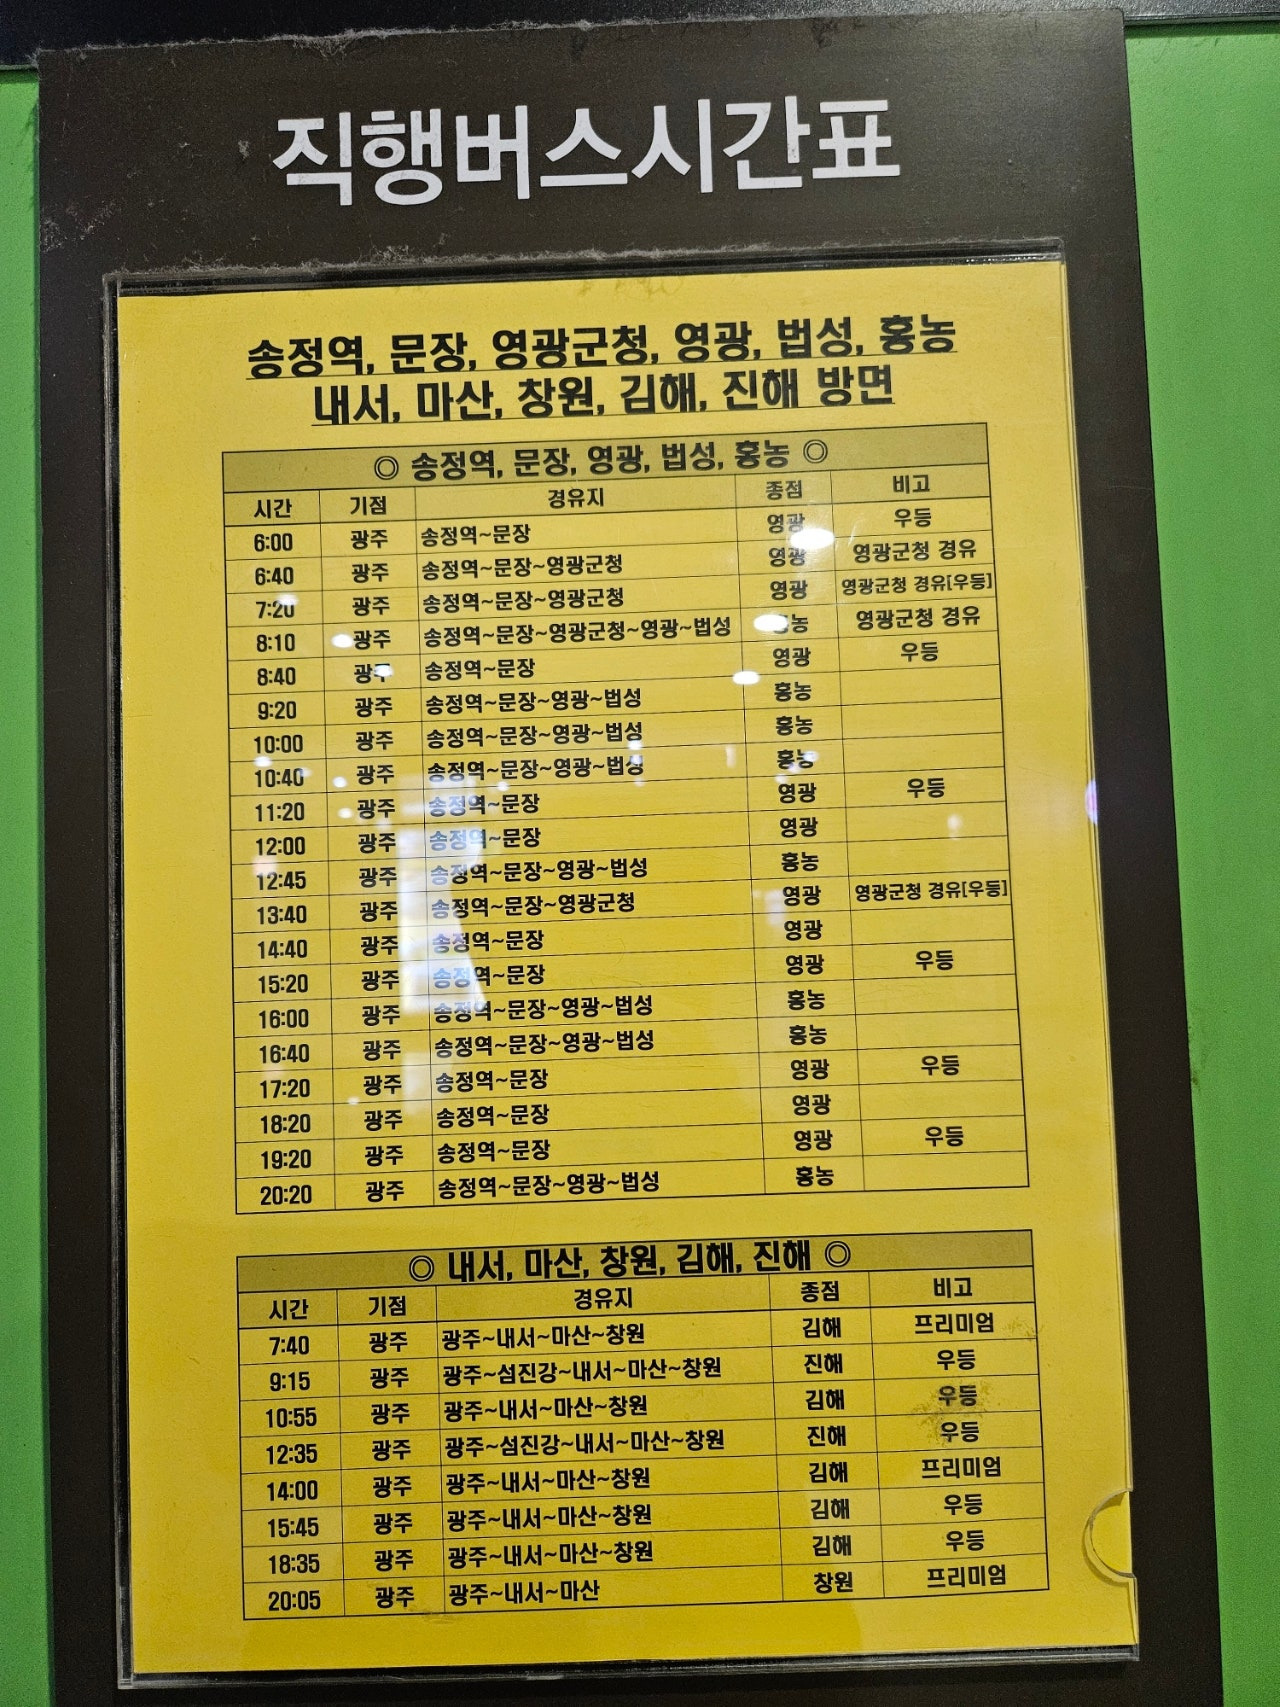 직행버스시간표
송정역, 문장, 영광군청, 영광, 법성, 홍농
내서, 마산, 창원, 김해, 진해 방면
◎ 송정역, 문장, 영광, 법성, 홍농 ◎
시간 기점 경유지 종점 비고
6:00 광주 송정역~문장 영광 우등
6:40 광주 송정역~문장~영광군청 영광 영광군청 경유
7:20 광주 송정역~문장~영광군청 영광 영광군청 경유[우등]
8:10 광주 송정역~문장~영광군청~영광~법성 홍농 영광군청 경유
8:40 광주 송정역~문장 영광 우등
9:20 광주 송정역~문장~영광~법성 홍농
10:00 광주 송정역~문장~영광~법성 홍농
10:40 광주 송정역~문장~영광~법성 홍농
11:20 광주 송정역~문장 영광 우등
12:00 광주 송정역~문장 영광
12:45 광주 송정역~문장~영광~법성 홍농
13:40 광주 송정역~문장~영광군청 영광 영광군청 경유[우등]
14:40 광주 송정역~문장 영광
15:20 광주 송정역~문장 영광 우등
16:00 광주 송정역~문장~영광~법성 홍농
16:40 광주 송정역~문장~영광~법성 홍농
17:20 광주 송정역~문장 영광 우등
18:20 광주 송정역~문장 영광
19:20 광주 송정역~문장 영광 우등
20:20 광주 송정역~문장~영광~법성 홍농
◎ 내서, 마산, 창원, 김해, 진해 ◎
시간 기점 경유지 종점 비고
7:40 광주 광주~내서~마산~창원 김해 프리미엄
9:15 광주 광주~섬진강~내서~마산~창원 진해 우등
10:55 광주 광주~내서~마산~창원 김해 우등
12:35 광주 광주~섬진강~내서~마산~창원 진해 우등
14:00 광주 광주~내서~마산~창원 김해 프리미엄
15:45 광주 광주~내서~마산~창원 김해 우등
18:35 광주 광주~내서~마산~창원 김해 우등
20:05 광주 광주~내서~마산 창원 프리미엄